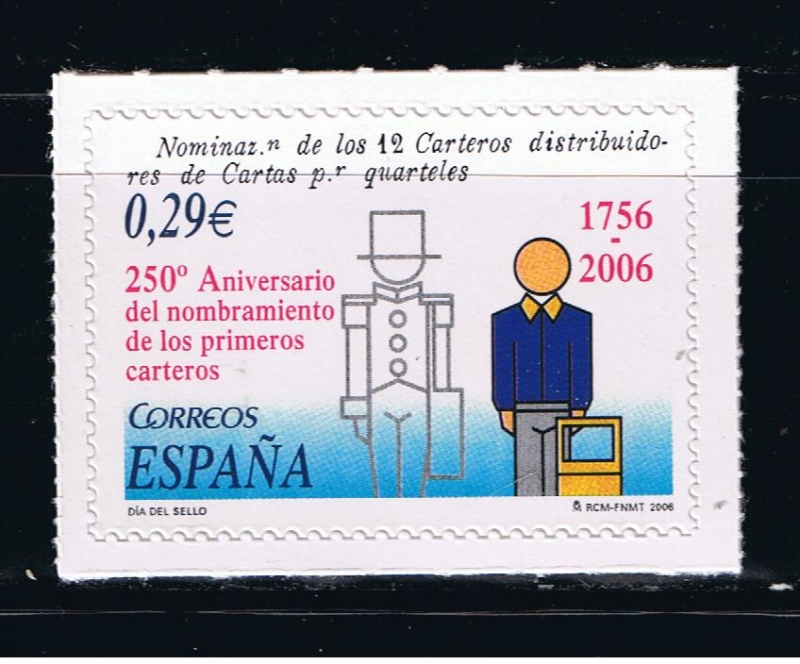 Nominaz.n de los 12 Carteros distribuido-
res de Cartas p.r quarteles
0,29€
1756
-
2006
250º Aniversario
del nombramiento
de los primeros
carteros
CORREOS
ESPAÑA
DÍA DEL SELLO
RCM-FNMT 2006